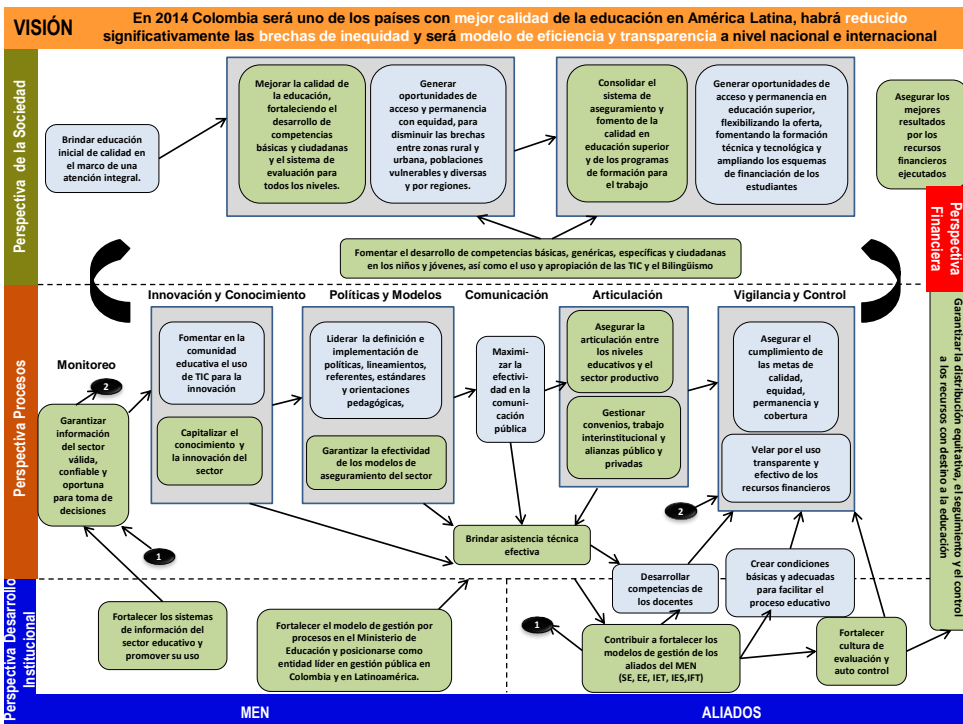 VISIÓN
En 2014 Colombia será uno de los países con mejor calidad de la educación en América Latina, habrá reducido
significativamente las brechas de inequidad y será modelo de eficiencia y transparencia a nivel nacional e internacional
Perspectiva de la Sociedad
Brindar educación
inicial de calidad en
el marco de una
atención integral.
Mejorar la calidad de
la educación,
fortaleciendo el
desarrollo de
competencias
básicas y ciudadanas
y el sistema de
evaluación para
todos los niveles.
Generar
oportunidades de
acceso y permanencia
con equidad, para
disminuir las brechas
entre zonas rural y
urbana, poblaciones
vulnerables y diversas
y por regiones.
Consolidar el
sistema de
aseguramiento y
fomento de la
calidad en
educación superior
y de los programas
de formación para
el trabajo
Generar oportunidades de
acceso y permanencia en
educación superior,
flexibilizando la oferta,
fomentando la formación
técnica y tecnológica y
ampliando los esquemas
de financiación de los
estudiantes
Asegurar los
mejores
resultados
por los
recursos
financieros
ejecutados
Perspectiva
Financiera
Fomentar el desarrollo de competencias básicas, genéricas, específicas y ciudadanas
en los niños y jóvenes, así como el uso y apropiación de las TIC y el Bilingüismo
Perspectiva Procesos
Innovación y Conocimiento
Políticas y Modelos
Comunicación
Articulación
Vigilancia y Control
Monitoreo
2
Garantizar
información
del sector
válida,
confiable y
oportuna
para toma de
decisiones
1
Fomentar en la
comunidad
educativa el uso
de TIC para la
innovación
Capitalizar el
conocimiento y
la innovación del
sector
Liderar la definición e
implementación de
políticas, lineamientos,
referentes, estándares
y orientaciones
pedagógicas,
Garantizar la efectividad
de los modelos de
aseguramiento del sector
Maximi-
zar la
efectivi-
dad en la
comuni-
cación
pública
Asegurar la
articulación entre
los niveles
educativos y el
sector productivo
Gestionar
convenios, trabajo
interinstitucional y
alianzas público y
privadas
Asegurar el
cumplimiento de
las metas de
calidad,
equidad,
permanencia y
cobertura
Velar por el uso
transparente y
efectivo de los
recursos financieros
2
Garantizar la distribución equitativa, el seguimiento y el control
a los recursos con destino a la educación
Brindar asistencia técnica
efectiva
Desarrollar
competencias de
los docentes
Crear condiciones
básicas y adecuadas
para facilitar el
proceso educativo
Perspectiva Desarrollo
Institucional
Fortalecer los sistemas
de información del
sector educativo y
promover su uso
Fortalecer el modelo de gestión por
procesos en el Ministerio de
Educación y posicionarse como
entidad líder en gestión pública en
Colombia y en Latinoamérica.
1
Contribuir a fortalecer los
modelos de gestión de los
aliados del MEN
(SE, EE, IET, IES,IFT)
Fortalecer
cultura de
evaluación y
auto control
MEN
ALIADOS